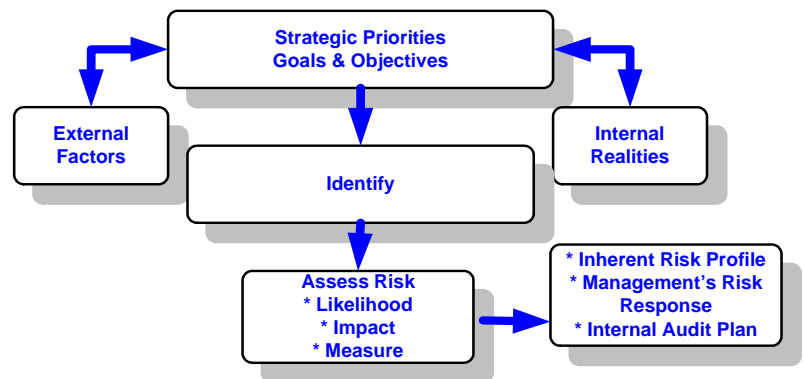 Strategic Priorities
Goals & Objectives
External
Factors
Internal
Realities
Identify
Assess Risk
* Likelihood
* Impact
* Measure
* Inherent Risk Profile
* Management's Risk
Response
* Internal Audit Plan